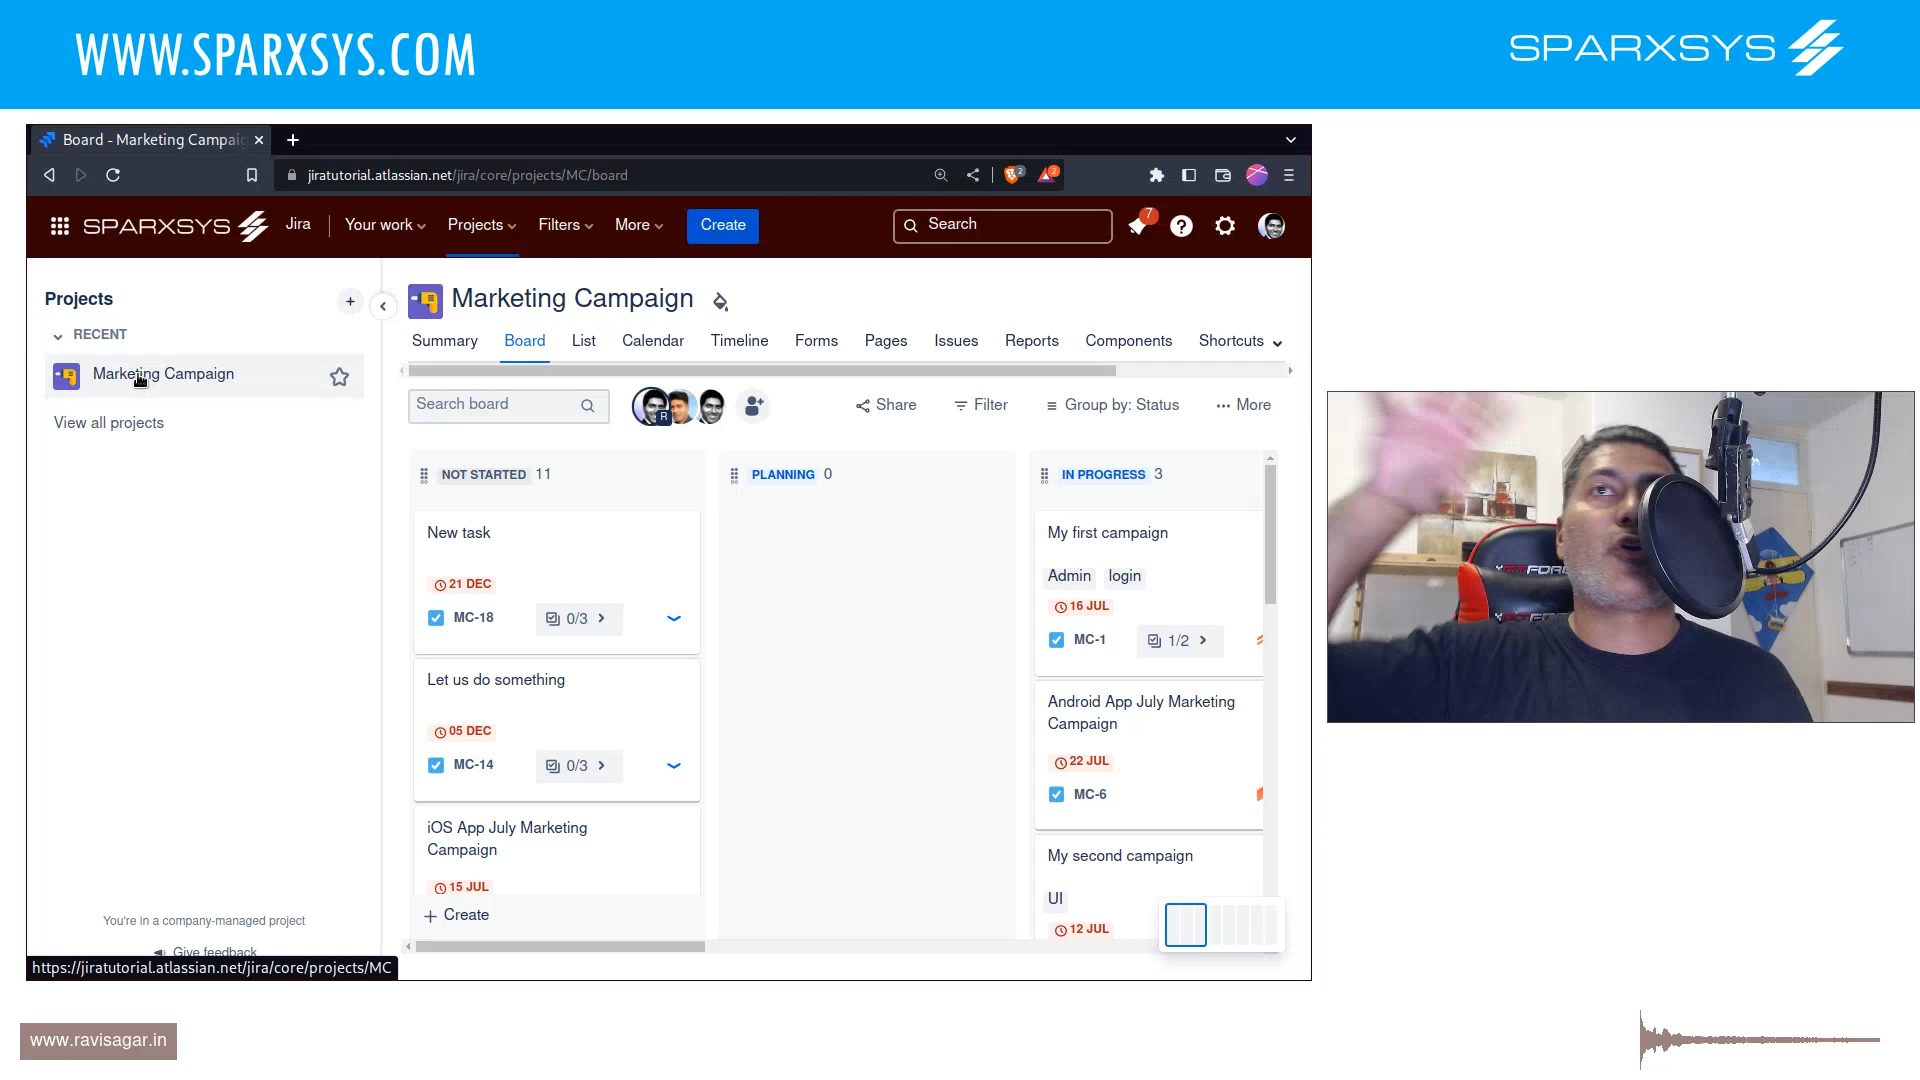 WWW.SPARXSYS.COM
SPARXSYS
Board - Marketing Campaig
jiratutorial.atlassian.net/jira/core/projects/MC/board
2
2
SPARXSYS
Jira
Your work
Projects
Filters
More
Create
Search
7
Projects
RECENT
Marketing Campaign
View all projects
Marketing Campaign
Summary
Board
List
Calendar
Timeline
Forms
Pages
Issues
Reports
Components
Shortcuts
Search board
R
Share
Filter
Group by: Status
More
NOT STARTED 11
New task
21 DEC
MC-18
0/3
Let us do something
05 DEC
MC-14
0/3
iOS App July Marketing
Campaign
15 JUL
Create
PLANNING 0
IN PROGRESS 3
My first campaign
Admin login
16 JUL
MC-1
1/2
Android App July Marketing
Campaign
22 JUL
MC-6
My second campaign
UI
12 JUL
You're in a company-managed project
Give feedback
https://jiratutorial.atlassian.net/jira/core/projects/MC
www.ravisagar.in